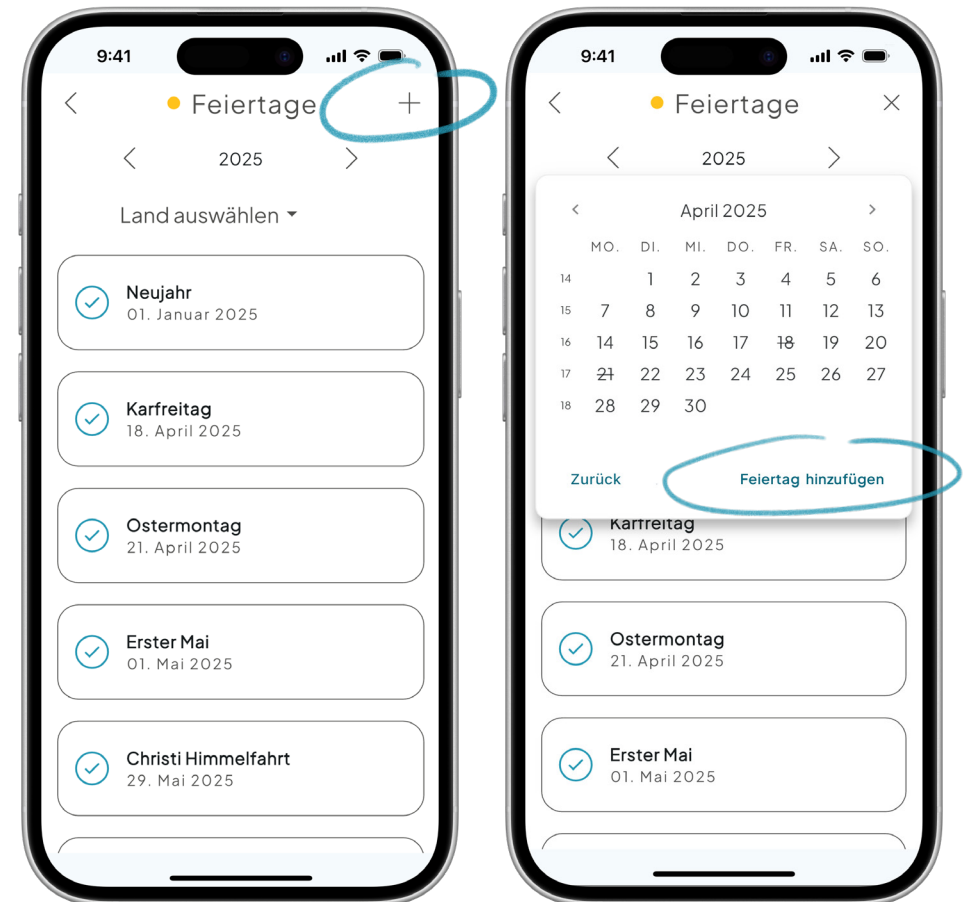 9:41
Feiertage
2025
Land auswählen
Neujahr
01. Januar 2025
Karfreitag
18. April 2025
Ostermontag
21. April 2025
Erster Mai
01. Mai 2025
Christi Himmelfahrt
29. Mai 2025
9:41
Feiertage
2025
April 2025
MO. DI. MI. DO. FR. SA. SO.
14 1 2 3 4 5 6
15 7 8 9 10 11 12 13
16 14 15 16 17 18 19 20
17 21 22 23 24 25 26 27
18 28 29 30
Zurück Feiertag hinzufügen
Karfreitag
18. April 2025
Ostermontag
21. April 2025
Erster Mai
01. Mai 2025